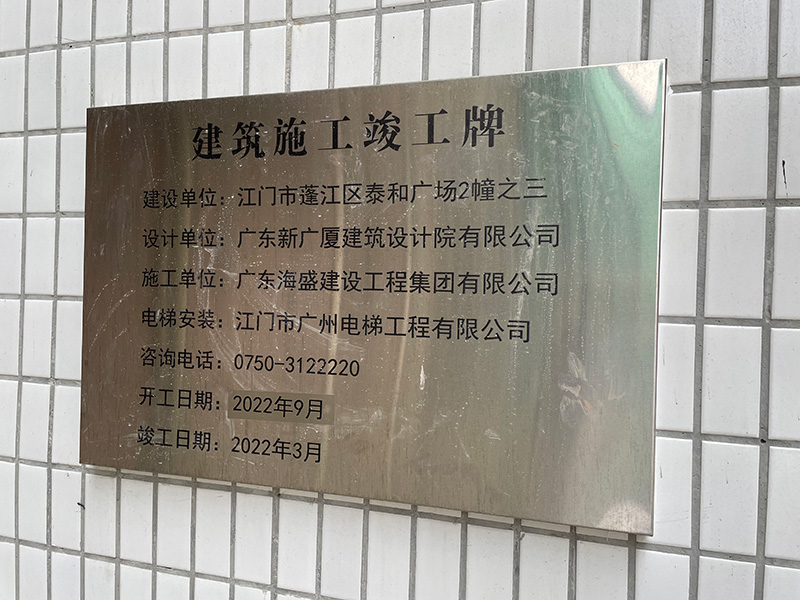 建筑施工竣工牌
建设单位：江门市蓬江区泰和广场2幢之三
设计单位：广东新广厦建筑设计院有限公司
施工单位：广东海盛建设工程集团有限公司
电梯安装：江门市广州电梯工程有限公司
咨询电话：0750-3122220
开工日期：2022年9月
竣工日期：2022年3月